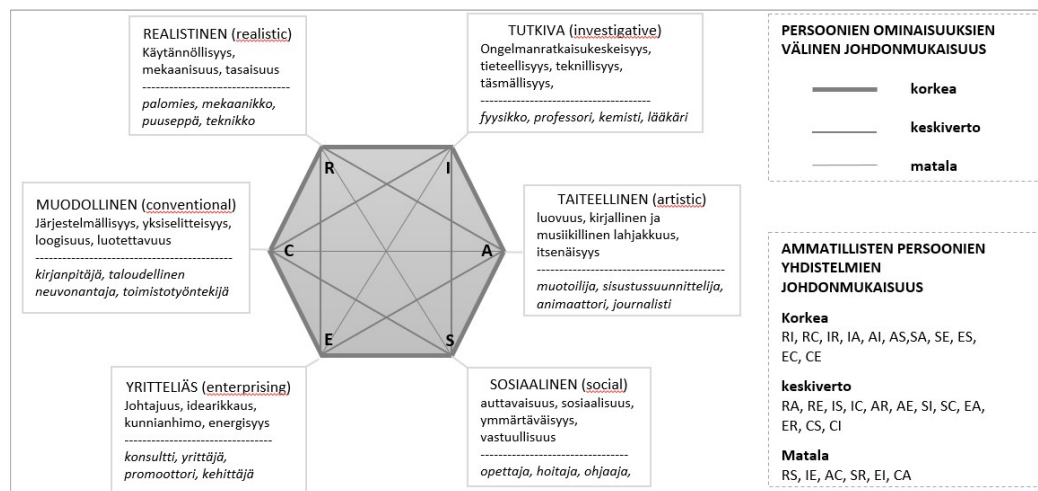 REALISTINEN (realistic)
Käytännöllisyys,
mekaanisuus, tasaisuus
--------------------------------
palomies, mekaanikko,
puuseppä, teknikko
TUTKIVA (investigative)
Ongelmanratkaisukeskeisyys,
tieteellisyys, teknillisyys,
täsmällisyys,
-------------------------------------
fyysikko, professori, kemisti, lääkäri
MUODOLLINEN (conventional)
Järjestelmällisyys, yksiselitteisyys,
loogisuus, luotettavuus
-------------------------------------------
kirjanpitäjä, taloudellinen
neuvonantaja, toimistotyöntekijä
TAITEELLINEN (artistic)
luovuus, kirjallinen ja
musiikillinen lahjakkuus,
itsenäisyys
-----------------------------------------
muotoilija, sisustussuunnittelija,
animaattori, journalisti
YRITTELIÄS (enterprising)
Johtajuus, idearikkaus,
kunnianhimo, energisyys
--------------------------------
konsultti, yrittäjä,
promoottori, kehittäjä
SOSIAALINEN (social)
auttavaisuus, sosiaalisuus,
ymmärtäväisyys,
vastuullisuus
--------------------------------
opettaja, hoitaja, ohjaaja,
R
I
C
A
E
S
PERSOONIEN OMINAISUUKSIEN
VÄLINEN JOHDONMUKAISUUS
korkea
keskiverto
matala
AMMATILLISTEN PERSOONIEN
YHDISTELMIEN
JOHDONMUKAISUUS
Korkea
RI, RC, IR, IA, AI, AS,SA, SE, ES,
EC, CE
keskiverto
RA, RE, IS, IC, AR, AE, SI, SC, EA,
ER, CS, CI
Matala
RS, IE, AC, SR, EI, CA